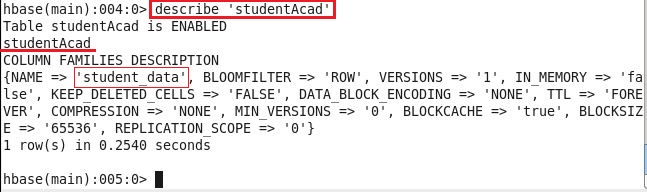 hbase(main):004:0> describe 'studentAcad'
Table studentAcad is ENABLED
studentAcad
COLUMN FAMILIES DESCRIPTION
{NAME => 'student_data', BLOOMFILTER => 'ROW', VERSIONS => '1', IN_MEMORY => 'fa
lse', KEEP_DELETED_CELLS => 'FALSE', DATA_BLOCK_ENCODING => 'NONE', TTL => 'FORE
VER', COMPRESSION => 'NONE', MIN_VERSIONS => '0', BLOCKCACHE => 'true', BLOCKSIZ
E => '65536', REPLICATION_SCOPE => '0'}
1 row(s) in 0.2540 seconds
hbase(main):005:0>